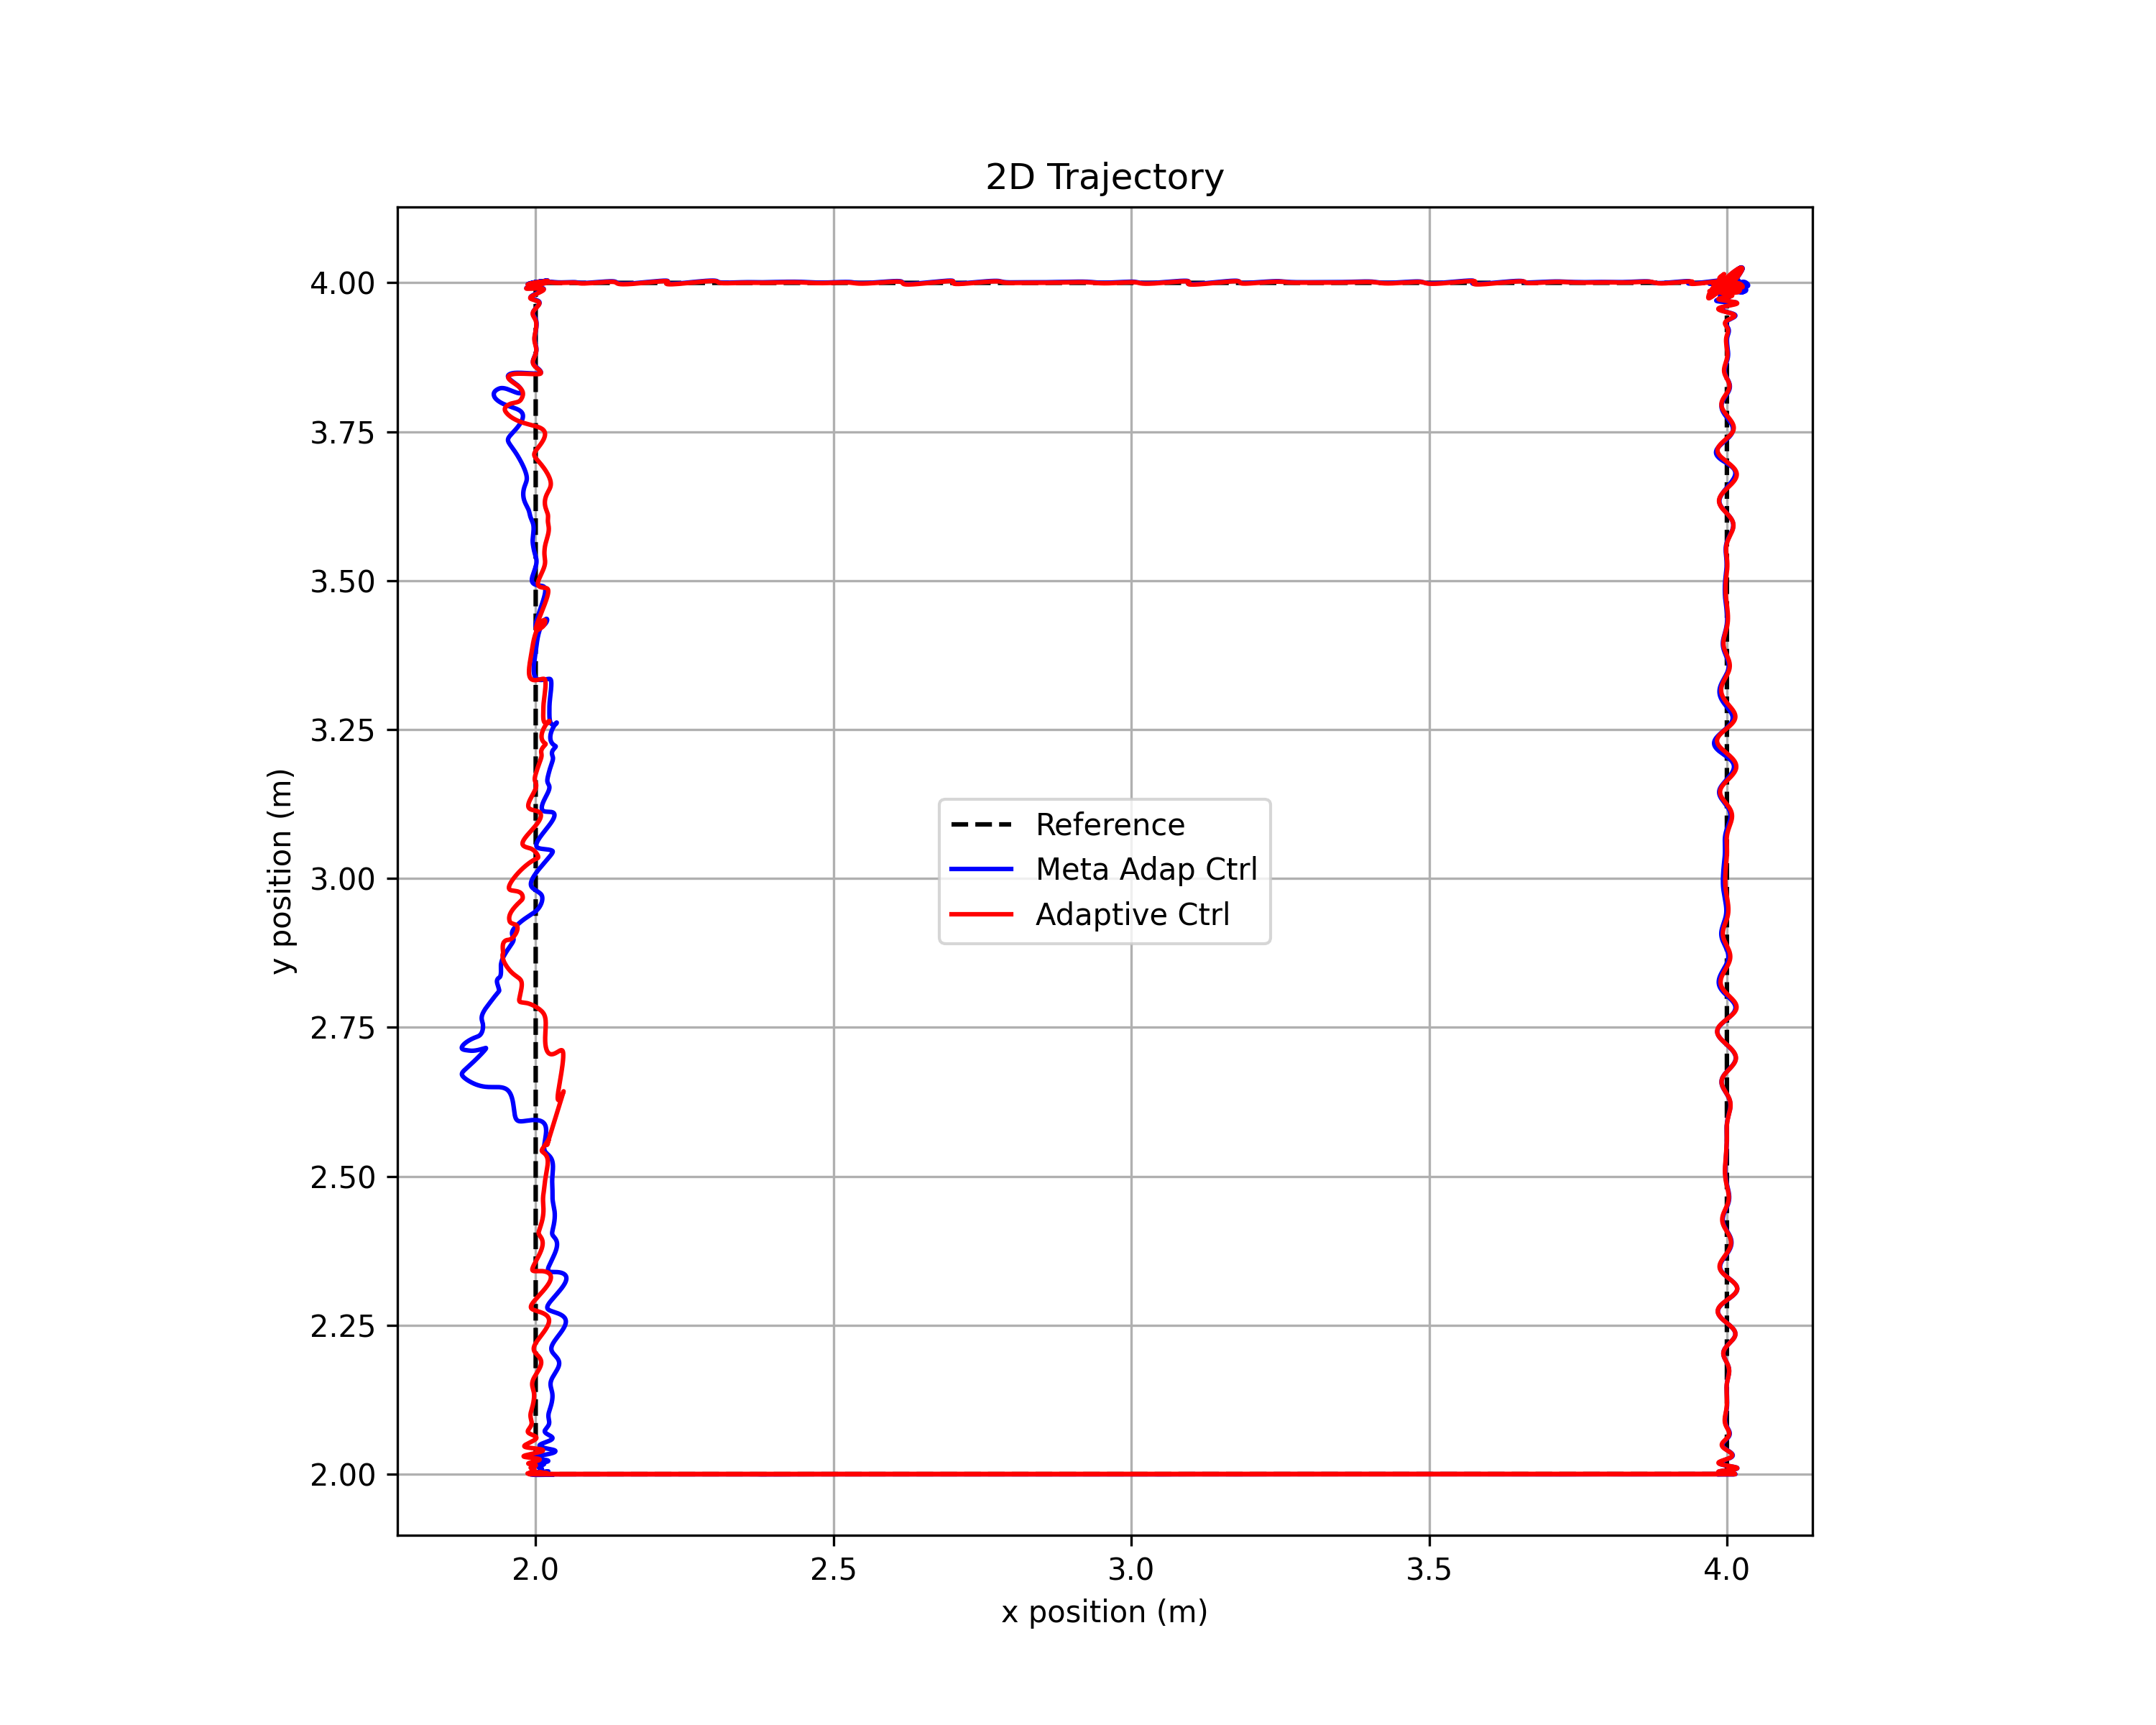 2D Trajectory
4.00
3.75
3.50
3.25
3.00
2.75
2.50
2.25
2.00
y position (m)
Reference
Meta Adap Ctrl
Adaptive Ctrl
2.0 2.5 3.0 3.5 4.0
x position (m)